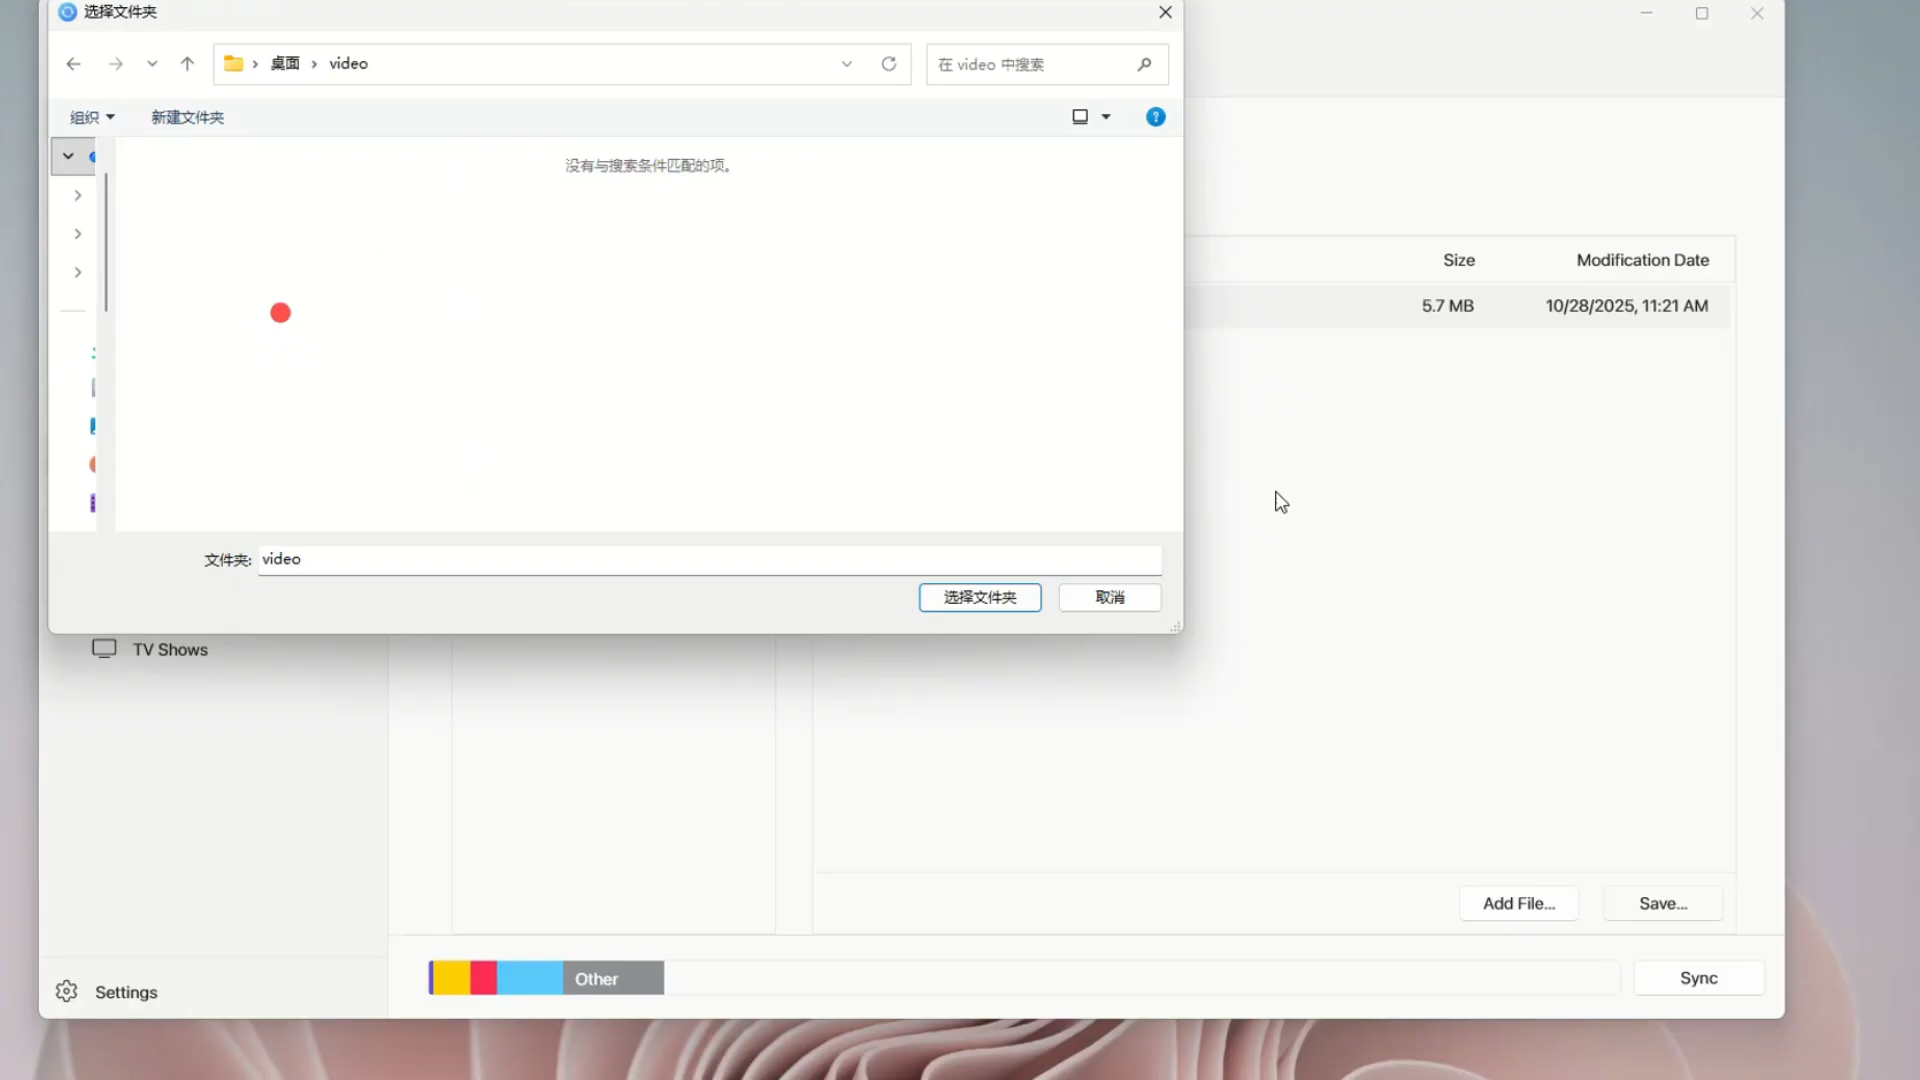 选择文件夹
桌面 › video
在 video 中搜索
组织
新建文件夹
?
没有与搜索条件匹配的项。
Size
Modification Date
5.7 MB
10/28/2025, 11:21 AM
文件夹: video
选择文件夹
取消
TV Shows
Add File...
Save...
Other
Sync
Settings